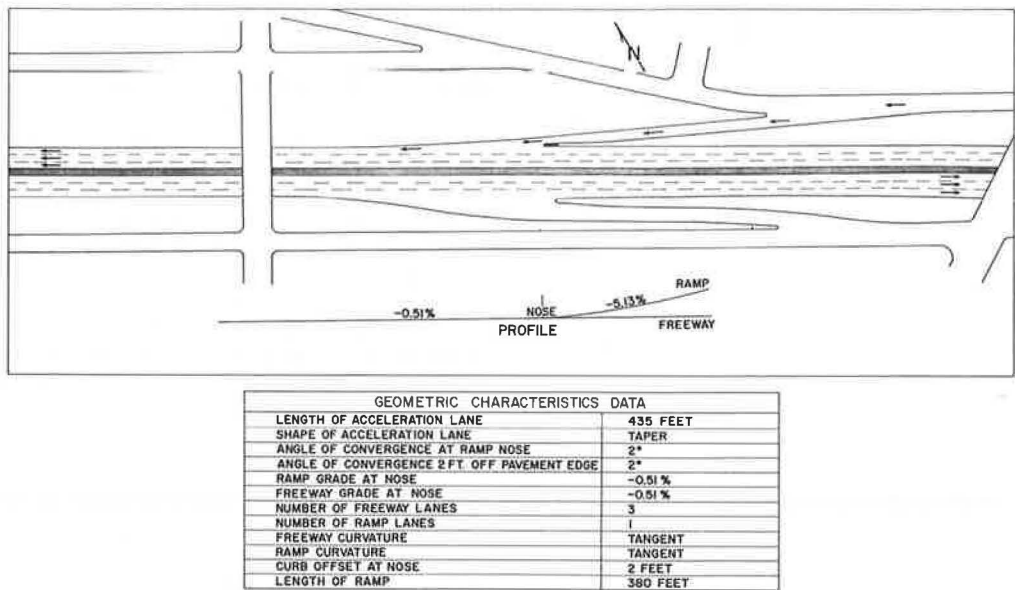 N
RAMP
-5.13%
-0.51%
NOSE
FREEWAY
PROFILE
GEOMETRIC CHARACTERISTICS DATA
LENGTH OF ACCELERATION LANE 435 FEET
SHAPE OF ACCELERATION LANE TAPER
ANGLE OF CONVERGENCE AT RAMP NOSE 2°
ANGLE OF CONVERGENCE 2 FT. OFF PAVEMENT EDGE 2°
RAMP GRADE AT NOSE -0.51 %
FREEWAY GRADE AT NOSE -0.51 %
NUMBER OF FREEWAY LANES 3
NUMBER OF RAMP LANES 1
FREEWAY CURVATURE TANGENT
RAMP CURVATURE TANGENT
CURB OFFSET AT NOSE 2 FEET
LENGTH OF RAMP 380 FEET